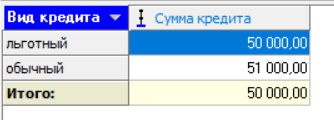 Вид кредита Сумма кредита
льготный 50 000,00
обычный 51 000,00
Итого: 50 000,00